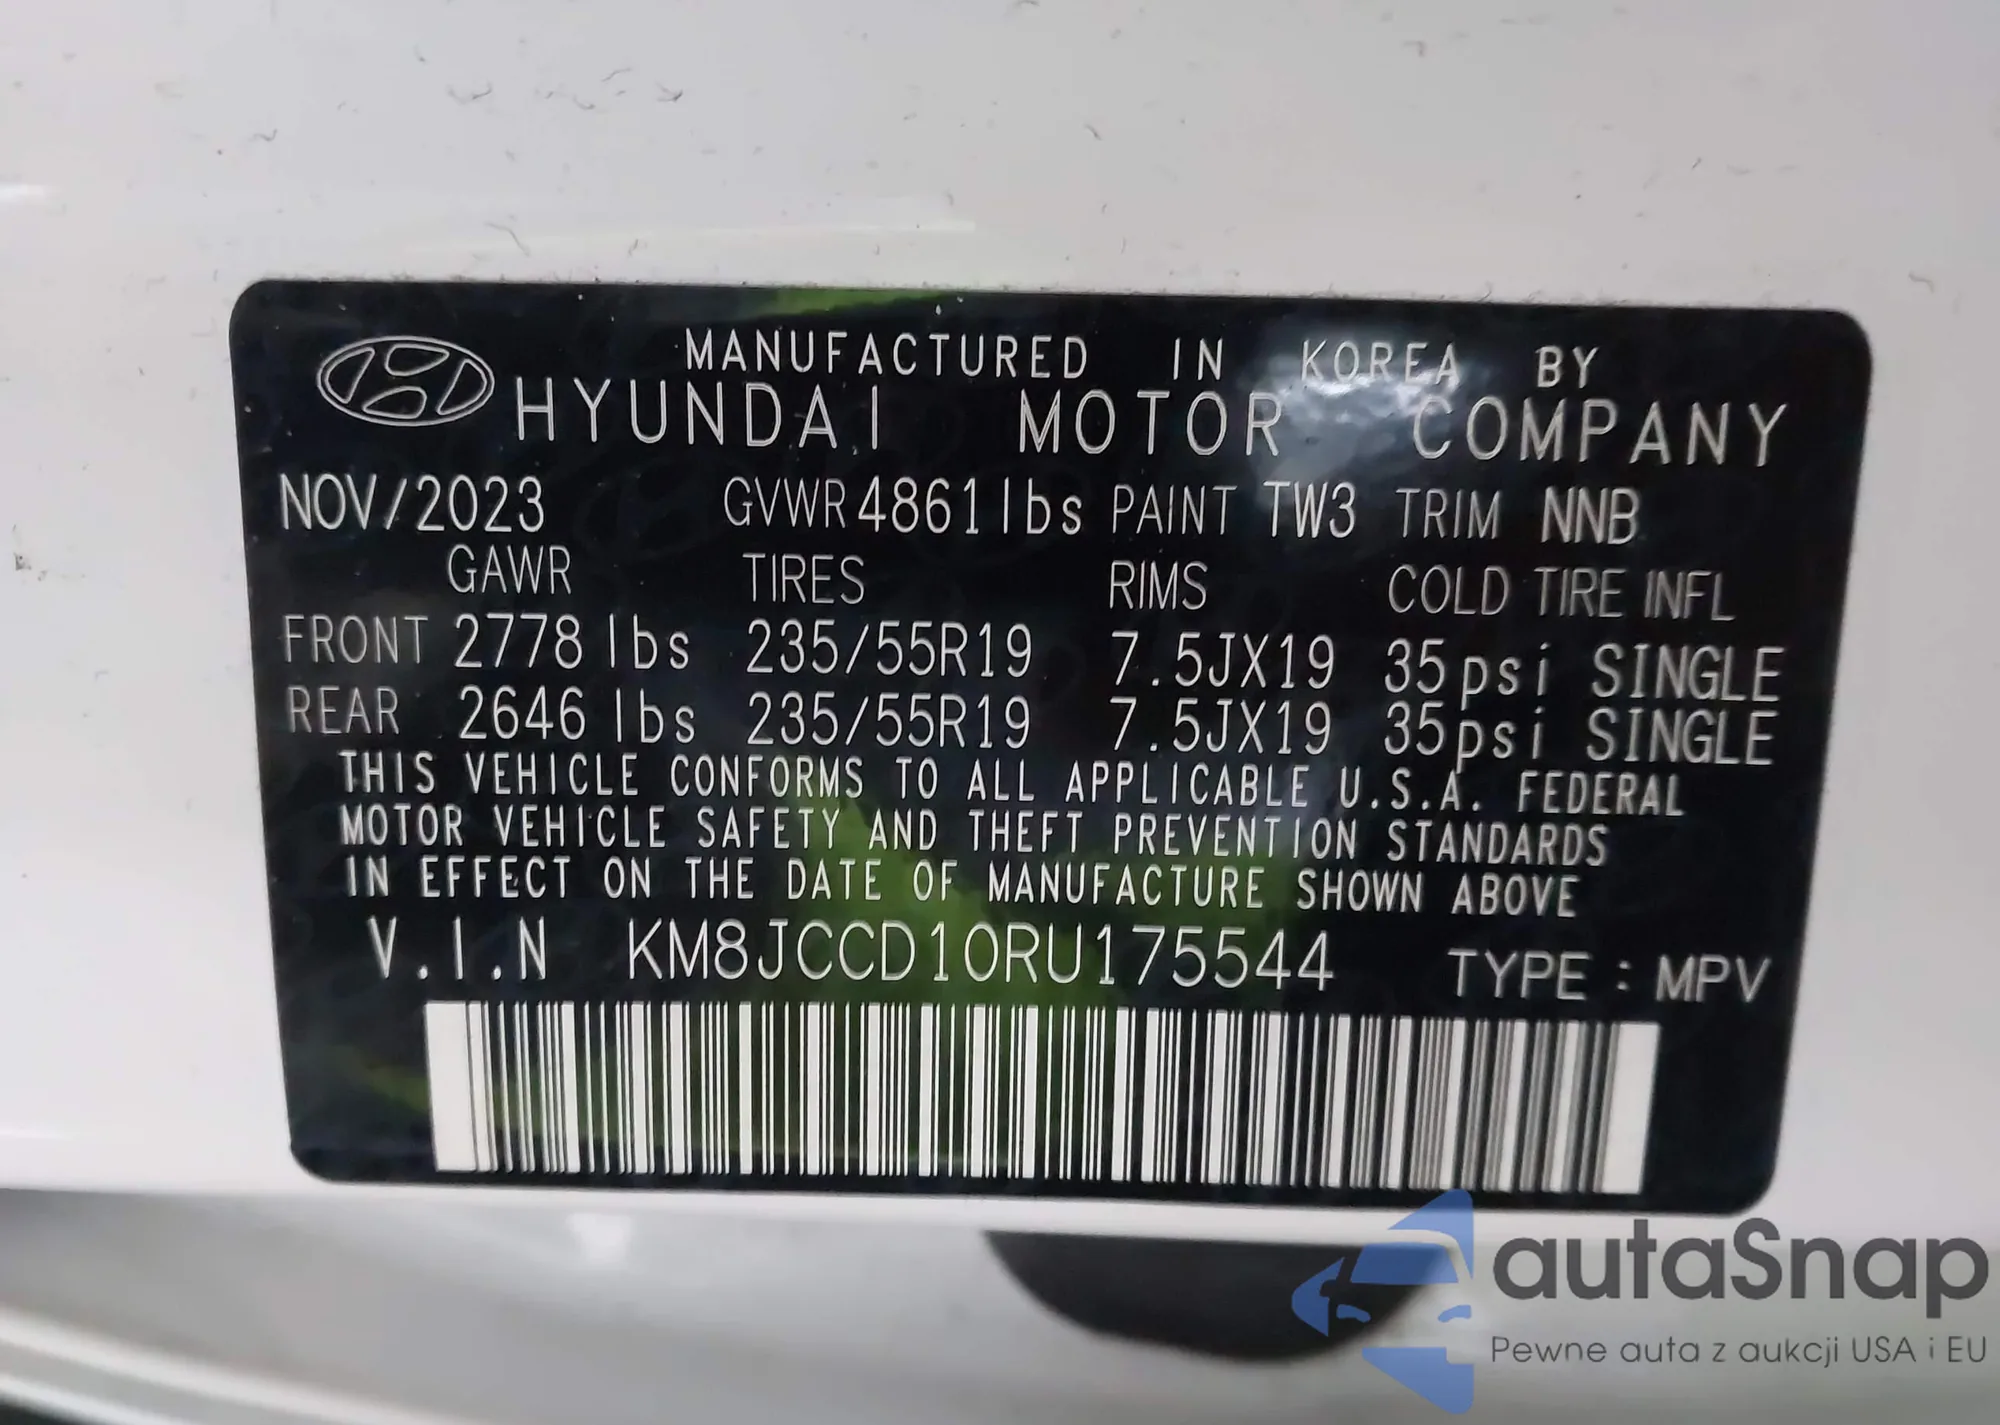 MANUFACTURED IN KOREA BY
HYUNDAI MOTOR COMPANY
NOV/2023 GVWR 4861lbs PAINT TW3 TRIM NNB
GAWR TIRES RIMS COLD TIRE INFL
FRONT 2778 lbs 235/55R19 7.5JX19 35psi SINGLE
REAR 2646 lbs 235/55R19 7.5JX19 35psi SINGLE
THIS VEHICLE CONFORMS TO ALL APPLICABLE U.S.A. FEDERAL
MOTOR VEHICLE SAFETY AND THEFT PREVENTION STANDARDS
IN EFFECT ON THE DATE OF MANUFACTURE SHOWN ABOVE
V.I.N KM8JCCD10RU175544 TYPE : MPV
autaSnap
Pewne auta z aukcji USA i EU